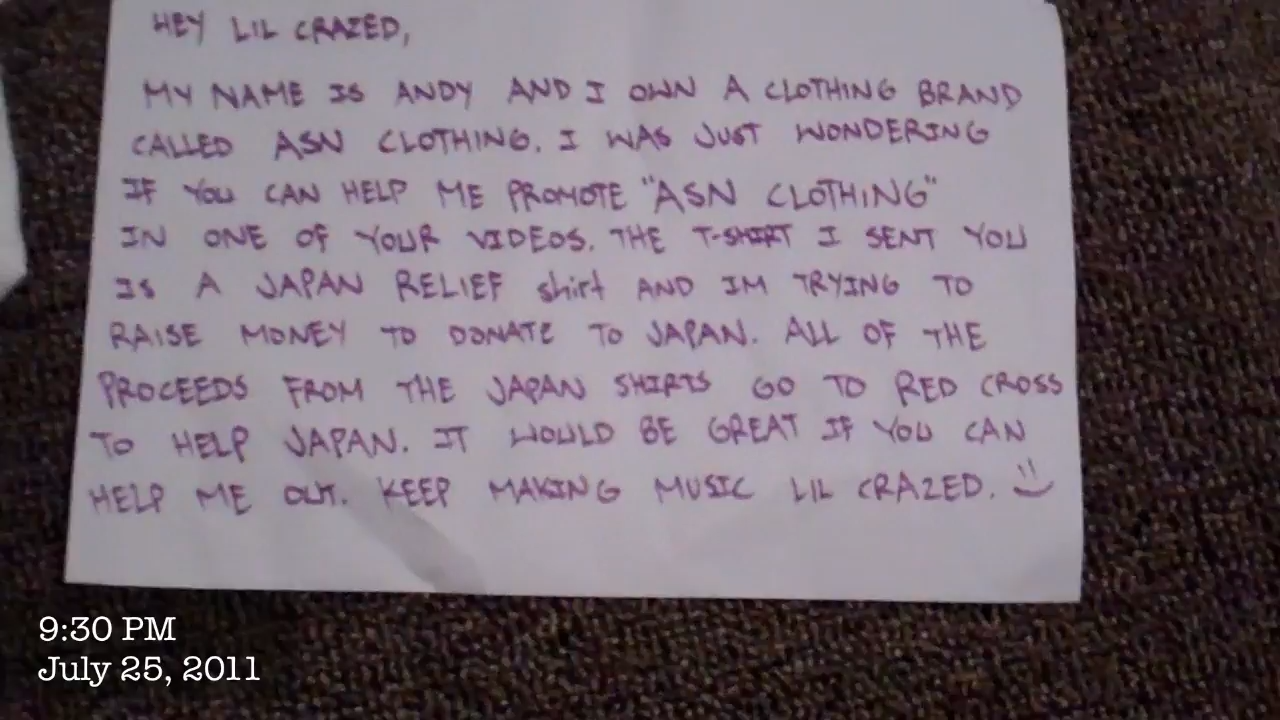 HEY LIL CRAZED,
MY NAME IS ANDY AND I OWN A CLOTHING BRAND
CALLED ASN CLOTHING. I WAS JUST WONDERING
IF YOU CAN HELP ME PROMOTE "ASN CLOTHING"
IN ONE OF YOUR VIDEOS. THE T-SHIRT I SENT YOU
IS A JAPAN RELIEF shirt AND IM TRYING TO
RAISE MONEY TO DONATE TO JAPAN. ALL OF THE
PROCEEDS FROM THE JAPAN SHIRTS GO TO RED CROSS
TO HELP JAPAN. IT WOULD BE GREAT IF YOU CAN
HELP ME OUT. KEEP MAKING MUSIC LIL CRAZED. :)
9:30 PM
July 25, 2011